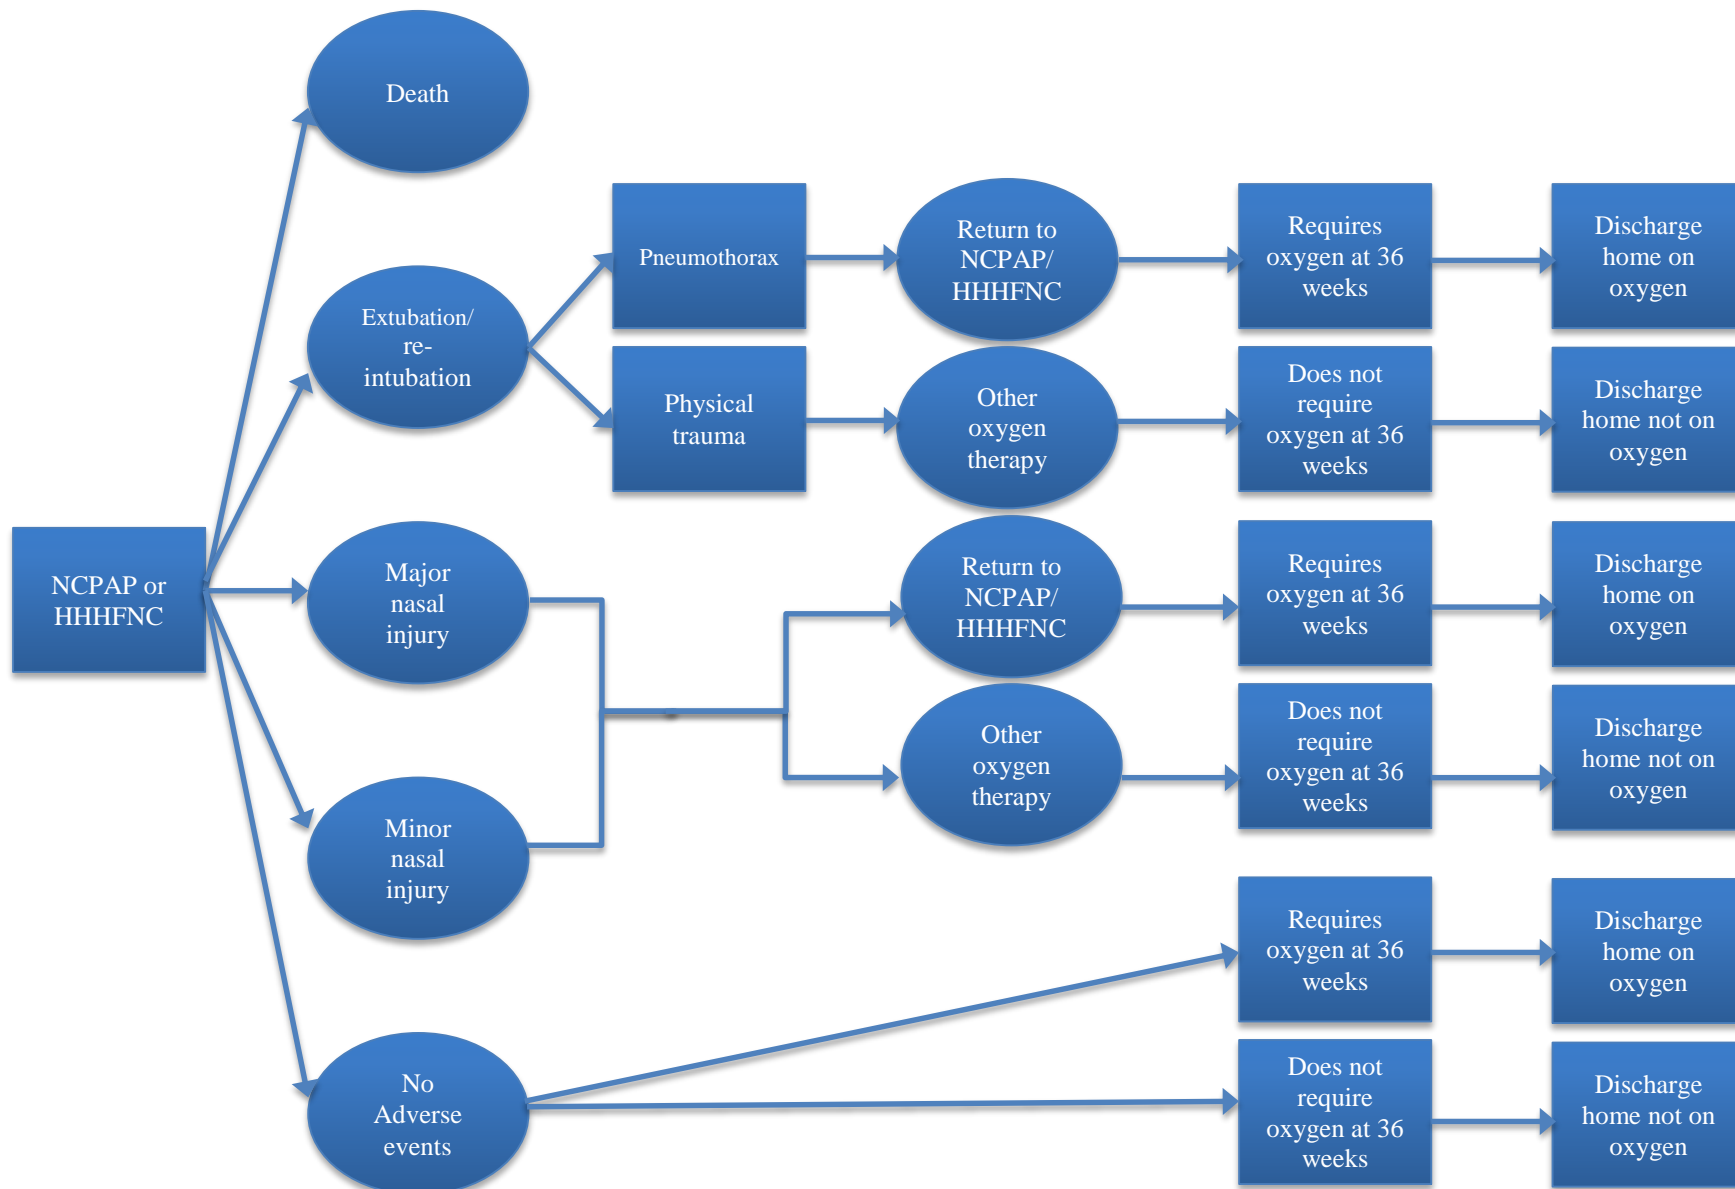 Death
Pneumothorax
Return to
NCPAP/
HHHFNC
Requires
oxygen at 36
weeks
Discharge
home on
oxygen
Extubation/
re-
intubation
Physical
trauma
Other
oxygen
therapy
Does not
require
oxygen at 36
weeks
Discharge
home not on
oxygen
NCPAP or
HHHFNC
Major
nasal
injury
Return to
NCPAP/
HHHFNC
Requires
oxygen at 36
weeks
Discharge
home on
oxygen
Other
oxygen
therapy
Does not
require
oxygen at 36
weeks
Discharge
home not on
oxygen
Minor
nasal
injury
Requires
oxygen at 36
weeks
Discharge
home on
oxygen
No
Adverse
events
Does not
require
oxygen at 36
weeks
Discharge
home not on
oxygen